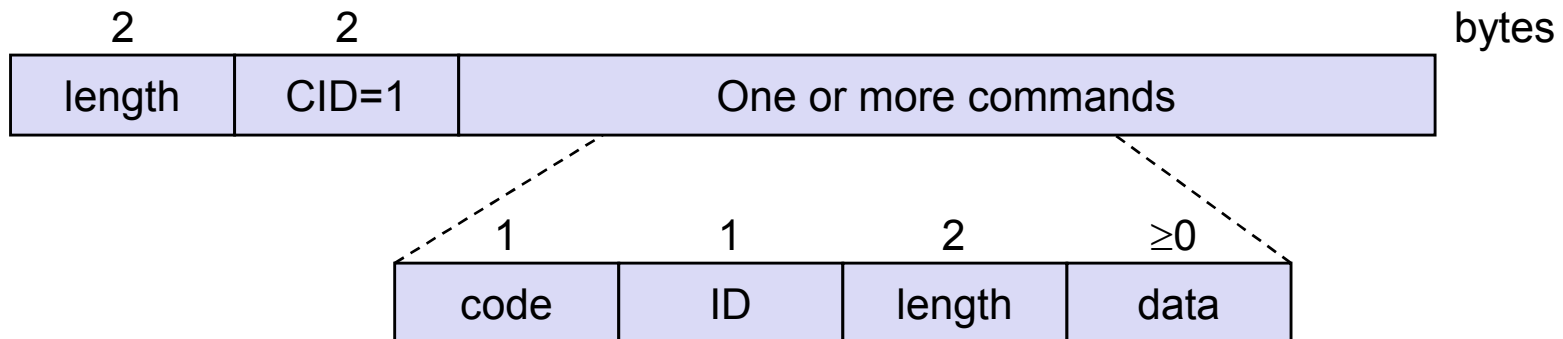 2 2 bytes
length CID=1 One or more commands
1 1 2 ≥0
code ID length data